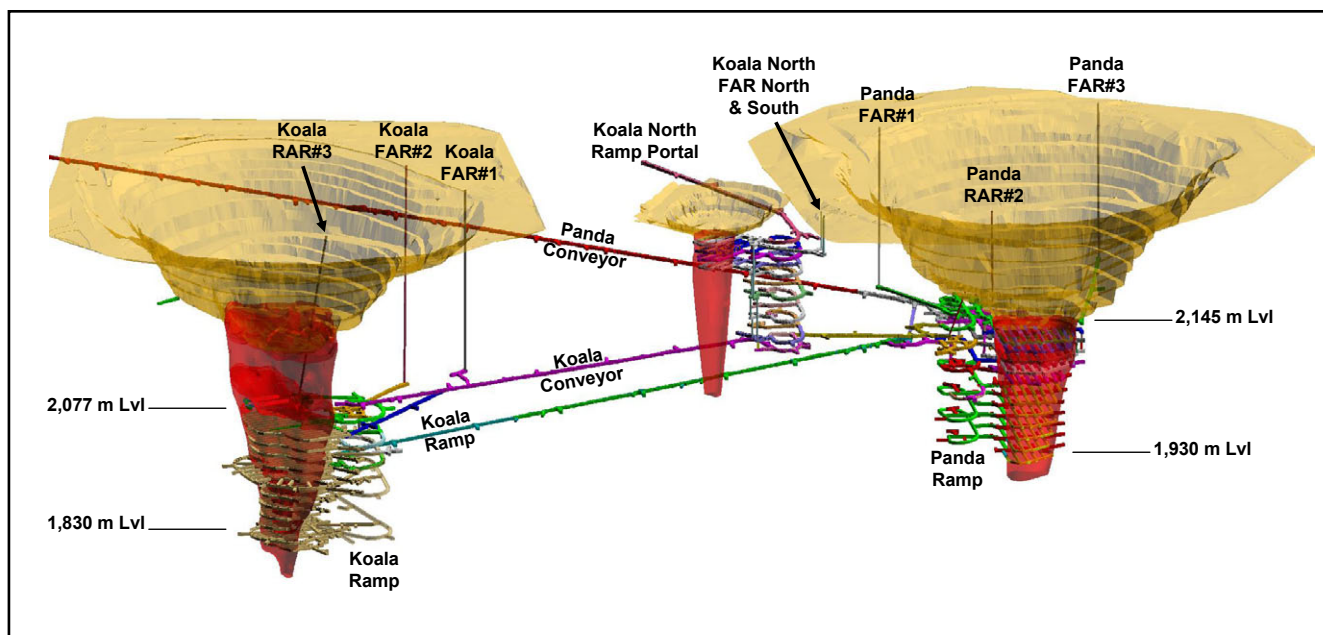 Koala
RAR#3
Koala
FAR#2
Koala
FAR#1
Koala North
Ramp Portal
Koala North
FAR North
& South
Panda
FAR#1
Panda
RAR#2
Panda
FAR#3
Panda
Conveyor
Koala
Conveyor
Koala
Ramp
2,077 m Lvl
1,830 m Lvl
Koala
Ramp
2,145 m Lvl
1,930 m Lvl
Panda
Ramp